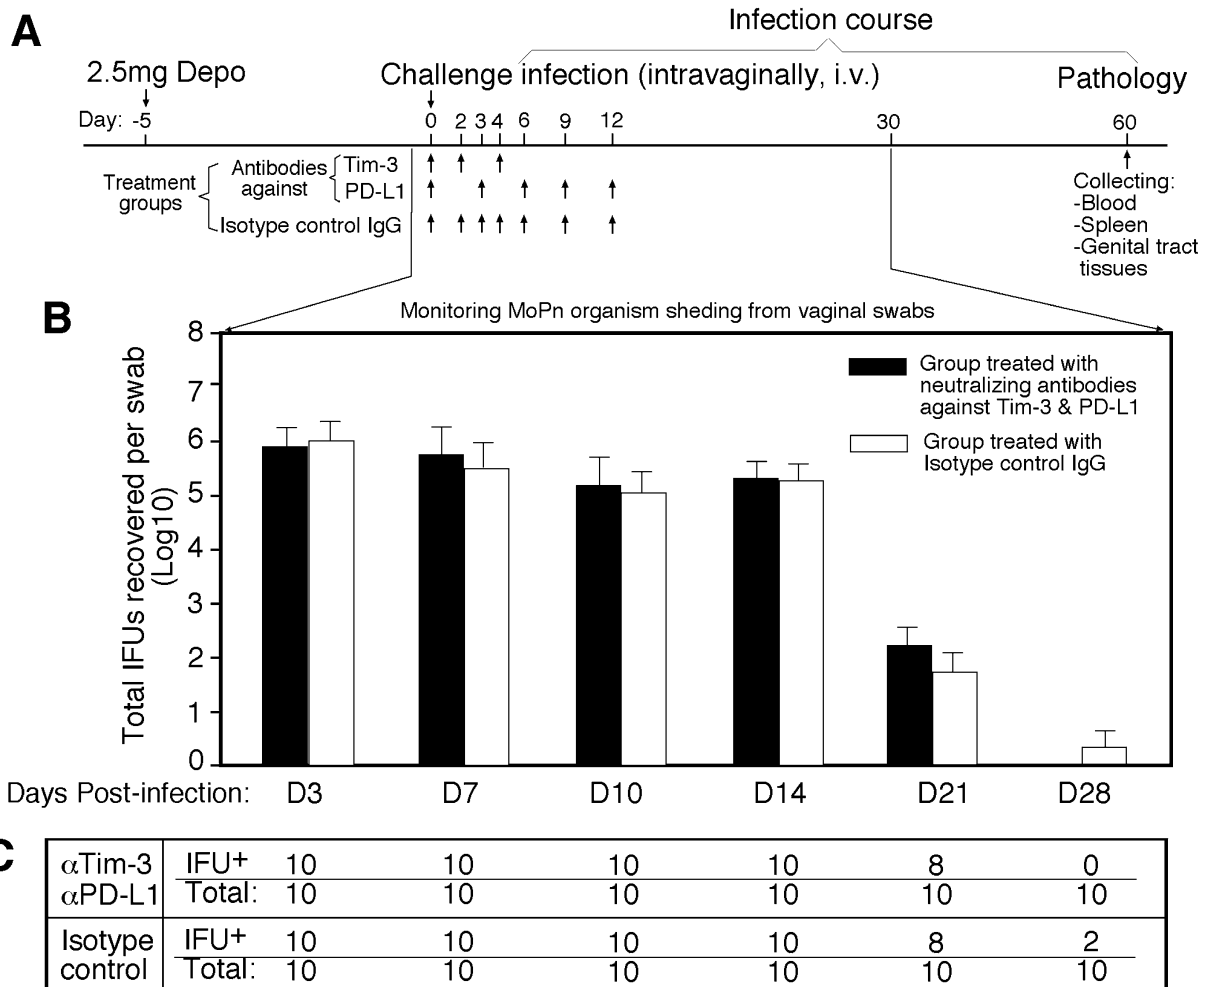 A
Infection course
2.5mg Depo
Challenge infection (intravaginally, i.v.)
Pathology
Day: -5 0 2 3 4 6 9 12 30 60
Treatment groups
Antibodies against
Tim-3
PD-L1
Isotype control IgG
Collecting:
-Blood
-Spleen
-Genital tract
tissues
B
Monitoring MoPn organism sheding from vaginal swabs
Total IFUs recovered per swab
(Log10)
8
7
6
5
4
3
2
1
0
Group treated with
neutralizing antibodies
against Tim-3 & PD-L1
Group treated with
Isotype control IgG
Days Post-infection: D3 D7 D10 D14 D21 D28
C
αTim-3 IFU+ 10 10 10 10 8 0
αPD-L1 Total: 10 10 10 10 10 10
Isotype IFU+ 10 10 10 10 8 2
control Total: 10 10 10 10 10 10